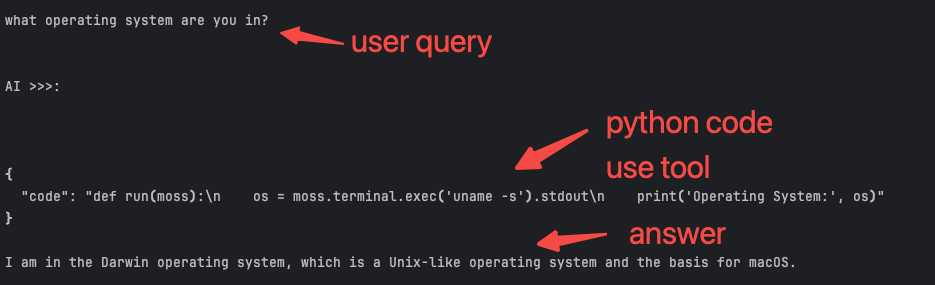 what operating system are you in?
user query
AI >>>:
python code
use tool
{
"code": "def run(moss):\n    os = moss.terminal.exec('uname -s').stdout\n    print('Operating System:', os)"
}
answer
I am in the Darwin operating system, which is a Unix-like operating system and the basis for macOS.